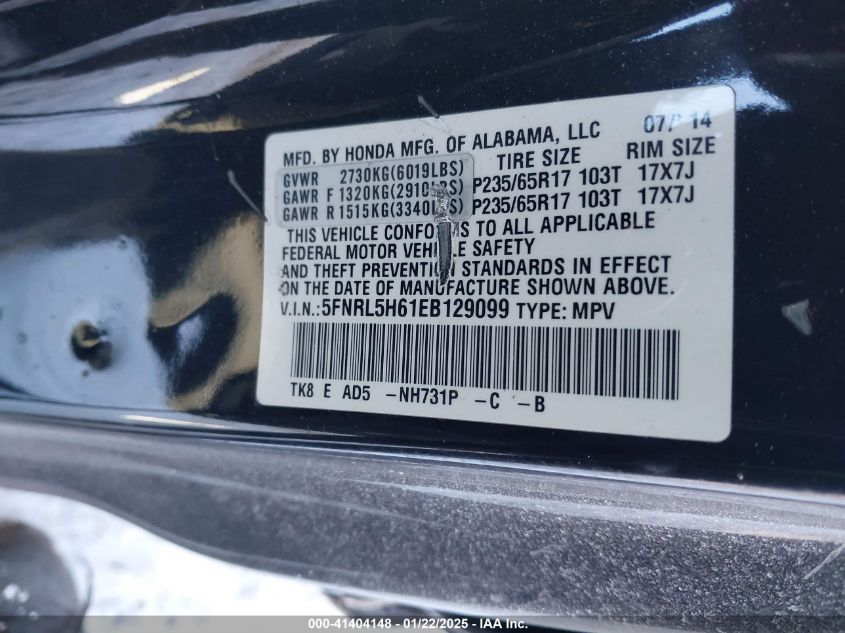 MFD. BY HONDA MFG. OF ALABAMA, LLC 07/ 14
TIRE SIZE RIM SIZE
GVWR 2730KG(6019LBS)
GAWR F 1320KG(2910LBS) P235/65R17 103T 17X7J
GAWR R 1515KG(3340LBS) P235/65R17 103T 17X7J
THIS VEHICLE CONFORMS TO ALL APPLICABLE
FEDERAL MOTOR VEHICLE SAFETY
AND THEFT PREVENTION STANDARDS IN EFFECT
ON THE DATE OF MANUFACTURE SHOWN ABOVE.
V.I.N.:5FNRL5H61EB129099 TYPE: MPV
TK8 E AD5 -NH731P -C -B
000-41404148 - 01/22/2025 - IAAI.com